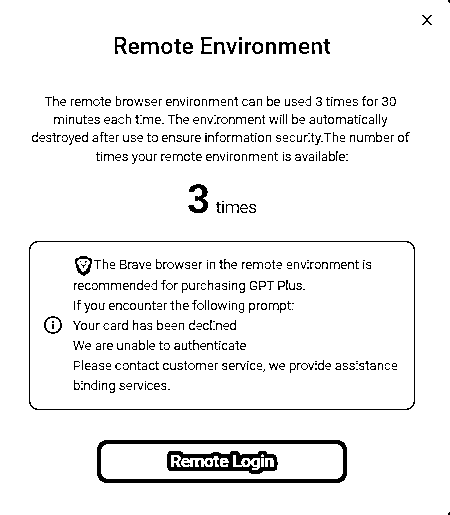 Remote Environment
The remote browser environment can be used 3 times for 30
minutes each time. The environment will be automatically
destroyed after use to ensure information security.The number of
times your remote environment is available:
3 times
The Brave browser in the remote environment is
recommended for purchasing GPT Plus.
If you encounter the following prompt:
Your card has been declined
We are unable to authenticate
Please contact customer service, we provide assistance
binding services.
Remote Login